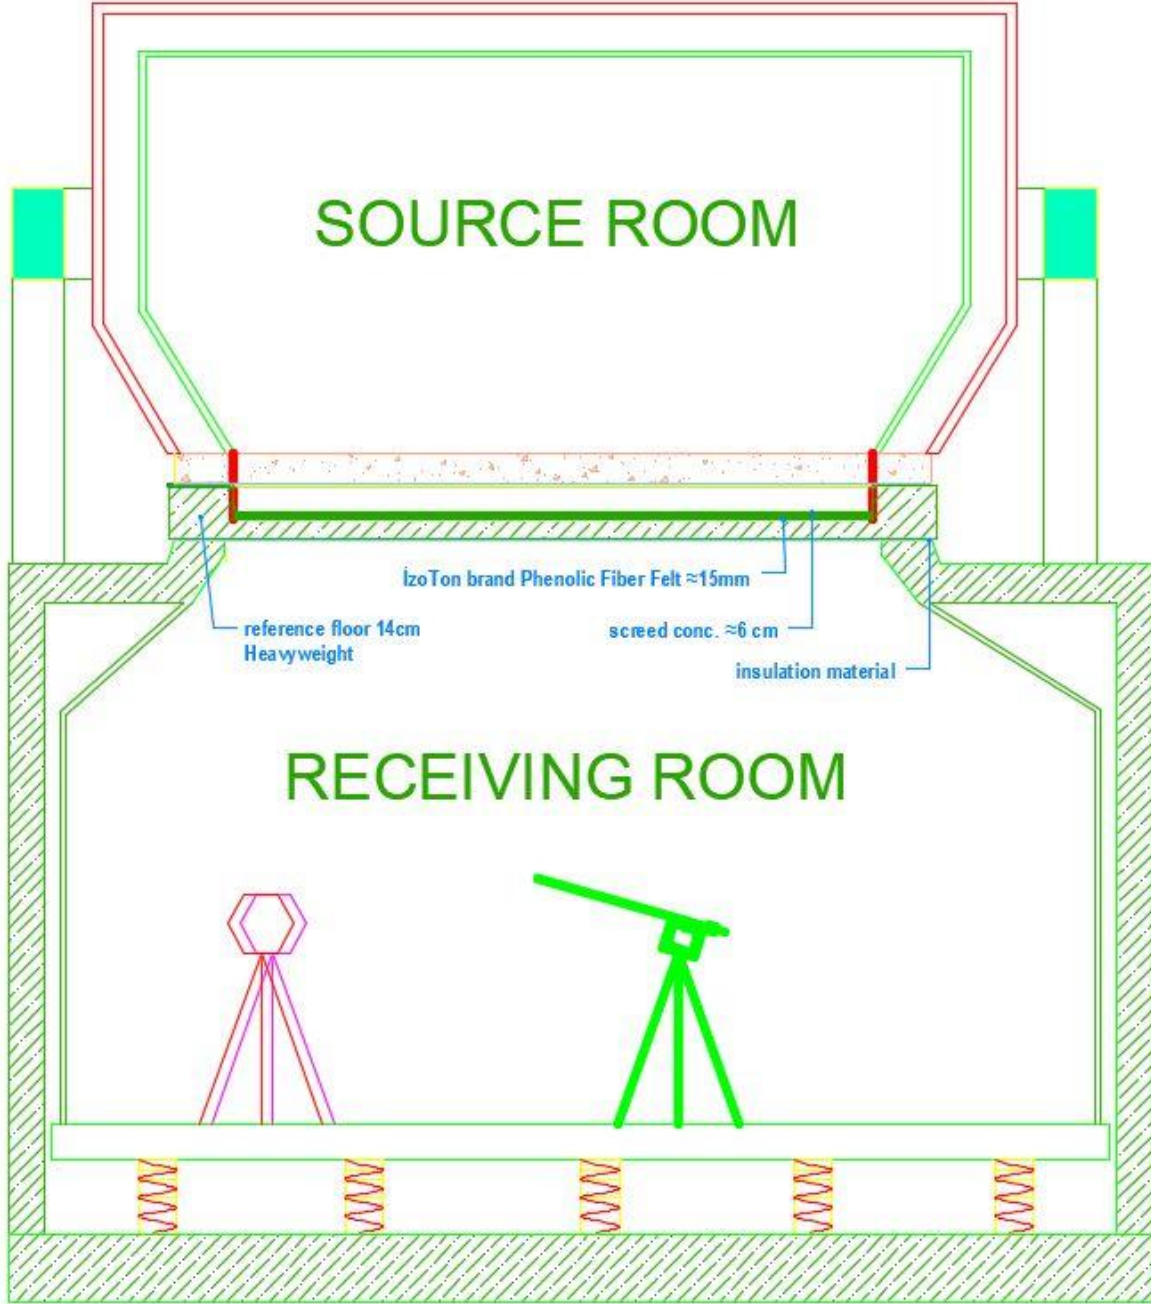 SOURCE ROOM
İzoTon brand Phenolic Fiber Felt ≈15mm
reference floor 14cm
Heavyweight
screed conc. ≈6 cm
insulation material
RECEIVING ROOM